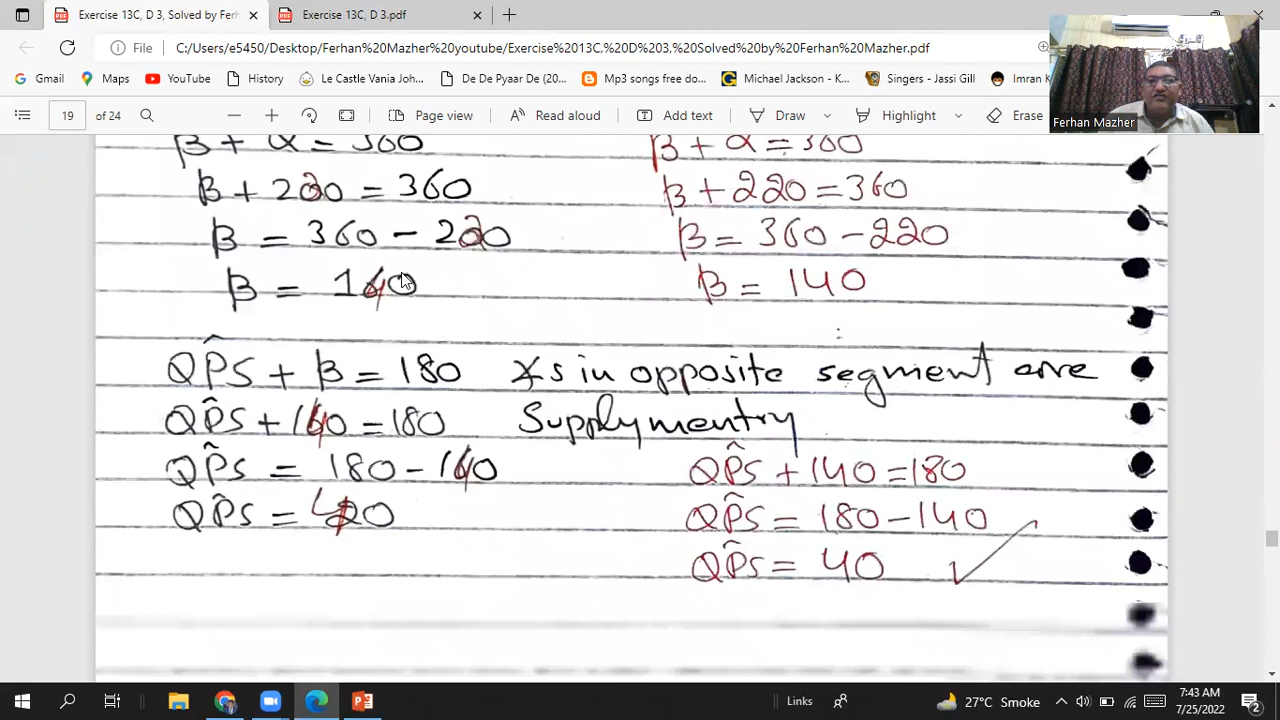 Exercise 13C, D 3, Solved by Ferh
Exercise 13C, D 3.pdf
File
C:/Users/e5450/Desktop/Ferhan%20Mazher
Exercise%2013C,%20D%203.
Solved%20by%20Ferhan%20Mazher.pdf
Gmail
Maps
YouTube
History
Le Castle Vania Joh...
De De Pyaar De (20...
Mp3 songs free do...
Michael Jackson - K...
Singers - Jassi Gill
Imran K
Ferhan Mazher
19 of 24
Page view
Read aloud
Add text
Draw
Highlight
Erase
β + α = 360
β + 220 = 360
β = 360 - 220
β = 140
β + α = 360
β + 220 = 360
β = 360 - 220
β = 140
QP̂S + β = 180 ∡s in opposite segment are
Supplymentry
QP̂S + 140 = 180
QP̂S = 180 - 140
QP̂S = 40
QP̂S + 140 = 180
QP̂S = 180 - 140
QP̂S = 40 ✓
Links
27°C Smoke
7:43 AM
7/25/2022
2